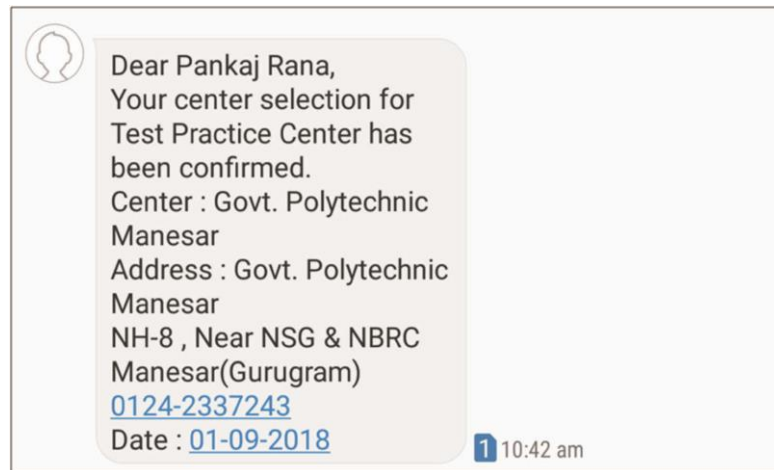 Dear Pankaj Rana,
Your center selection for
Test Practice Center has
been confirmed.
Center : Govt. Polytechnic
Manesar
Address : Govt. Polytechnic
Manesar
NH-8 , Near NSG & NBRC
Manesar(Gurugram)
0124-2337243
Date : 01-09-2018
1 10:42 am